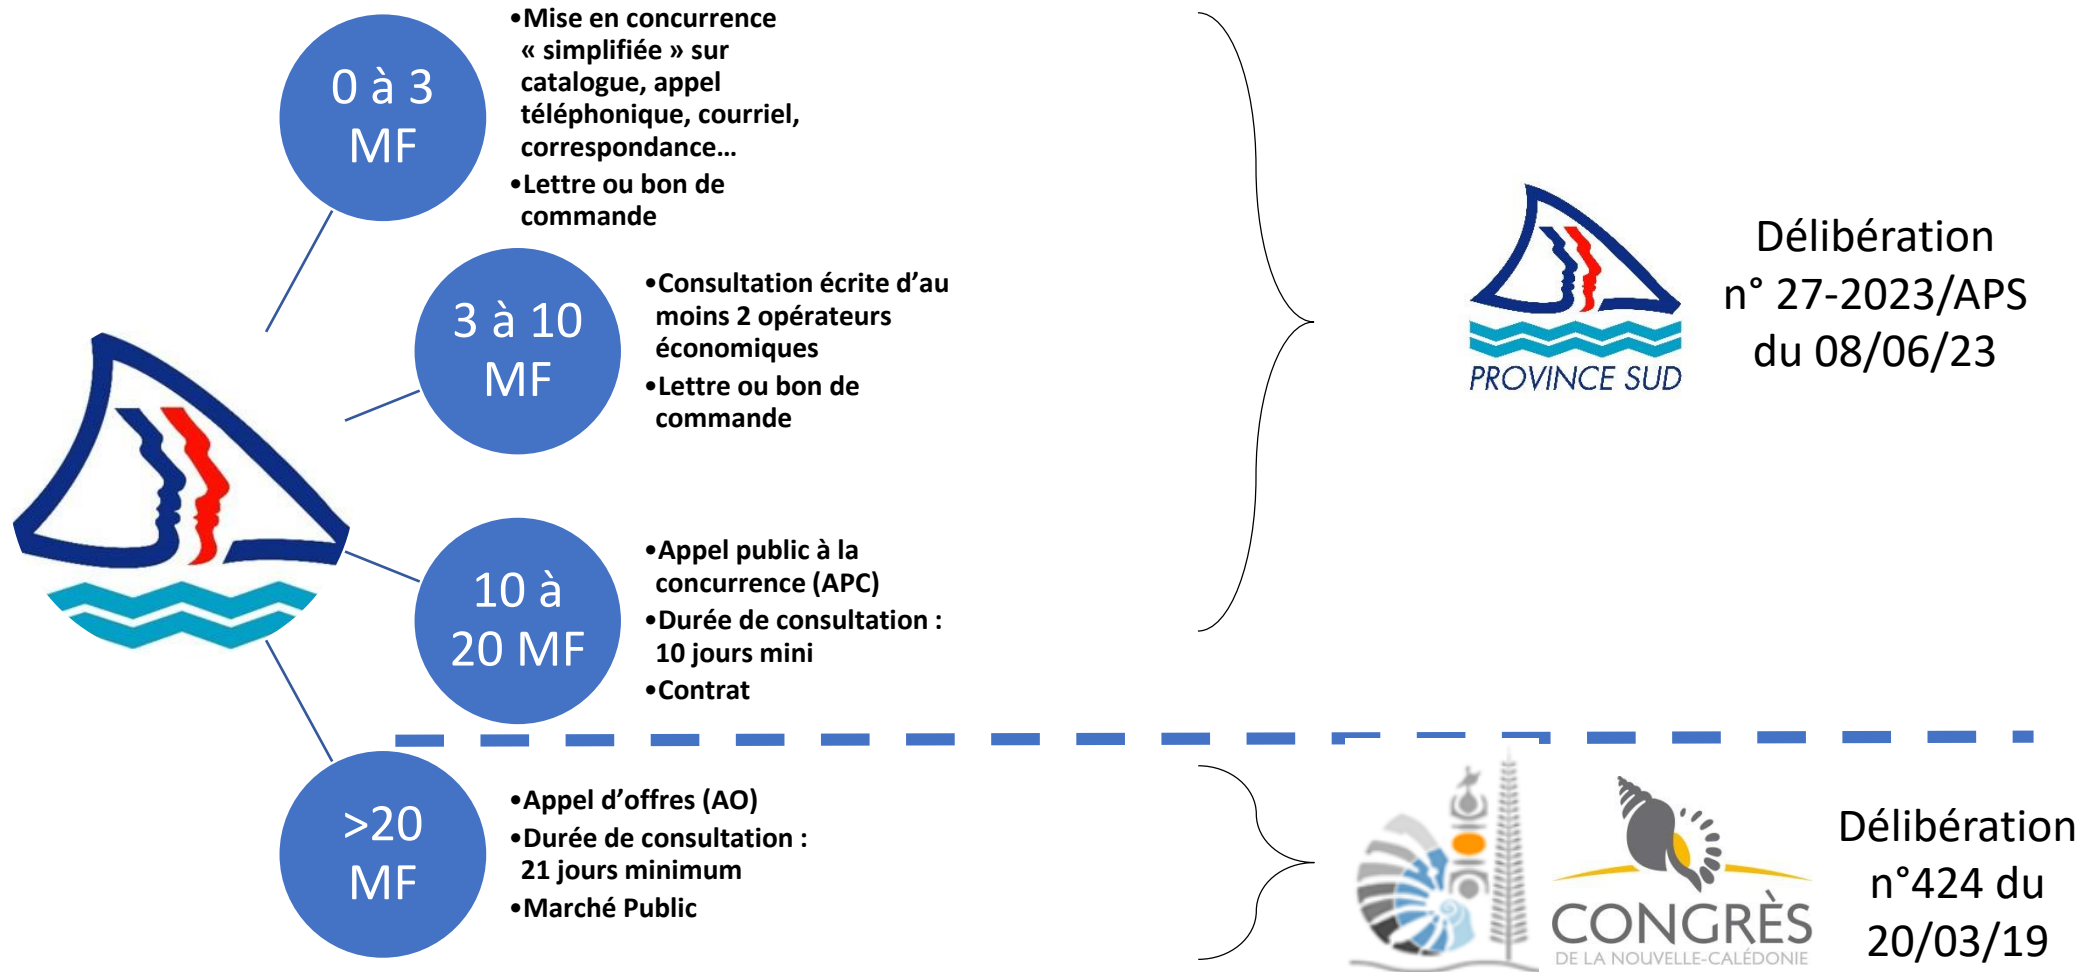 0 à 3
MF
•Mise en concurrence
« simplifiée » sur
catalogue, appel
téléphonique, courriel,
correspondance...
•Lettre ou bon de
commande
3 à 10
MF
•Consultation écrite d’au
moins 2 opérateurs
économiques
•Lettre ou bon de
commande
10 à
20 MF
•Appel public à la
concurrence (APC)
•Durée de consultation :
10 jours mini
•Contrat
PROVINCE SUD
Délibération
n° 27-2023/APS
du 08/06/23
>20
MF
•Appel d’offres (AO)
•Durée de consultation :
21 jours minimum
•Marché Public
CONGRÈS
DE LA NOUVELLE-CALÉDONIE
Délibération
n°424 du
20/03/19